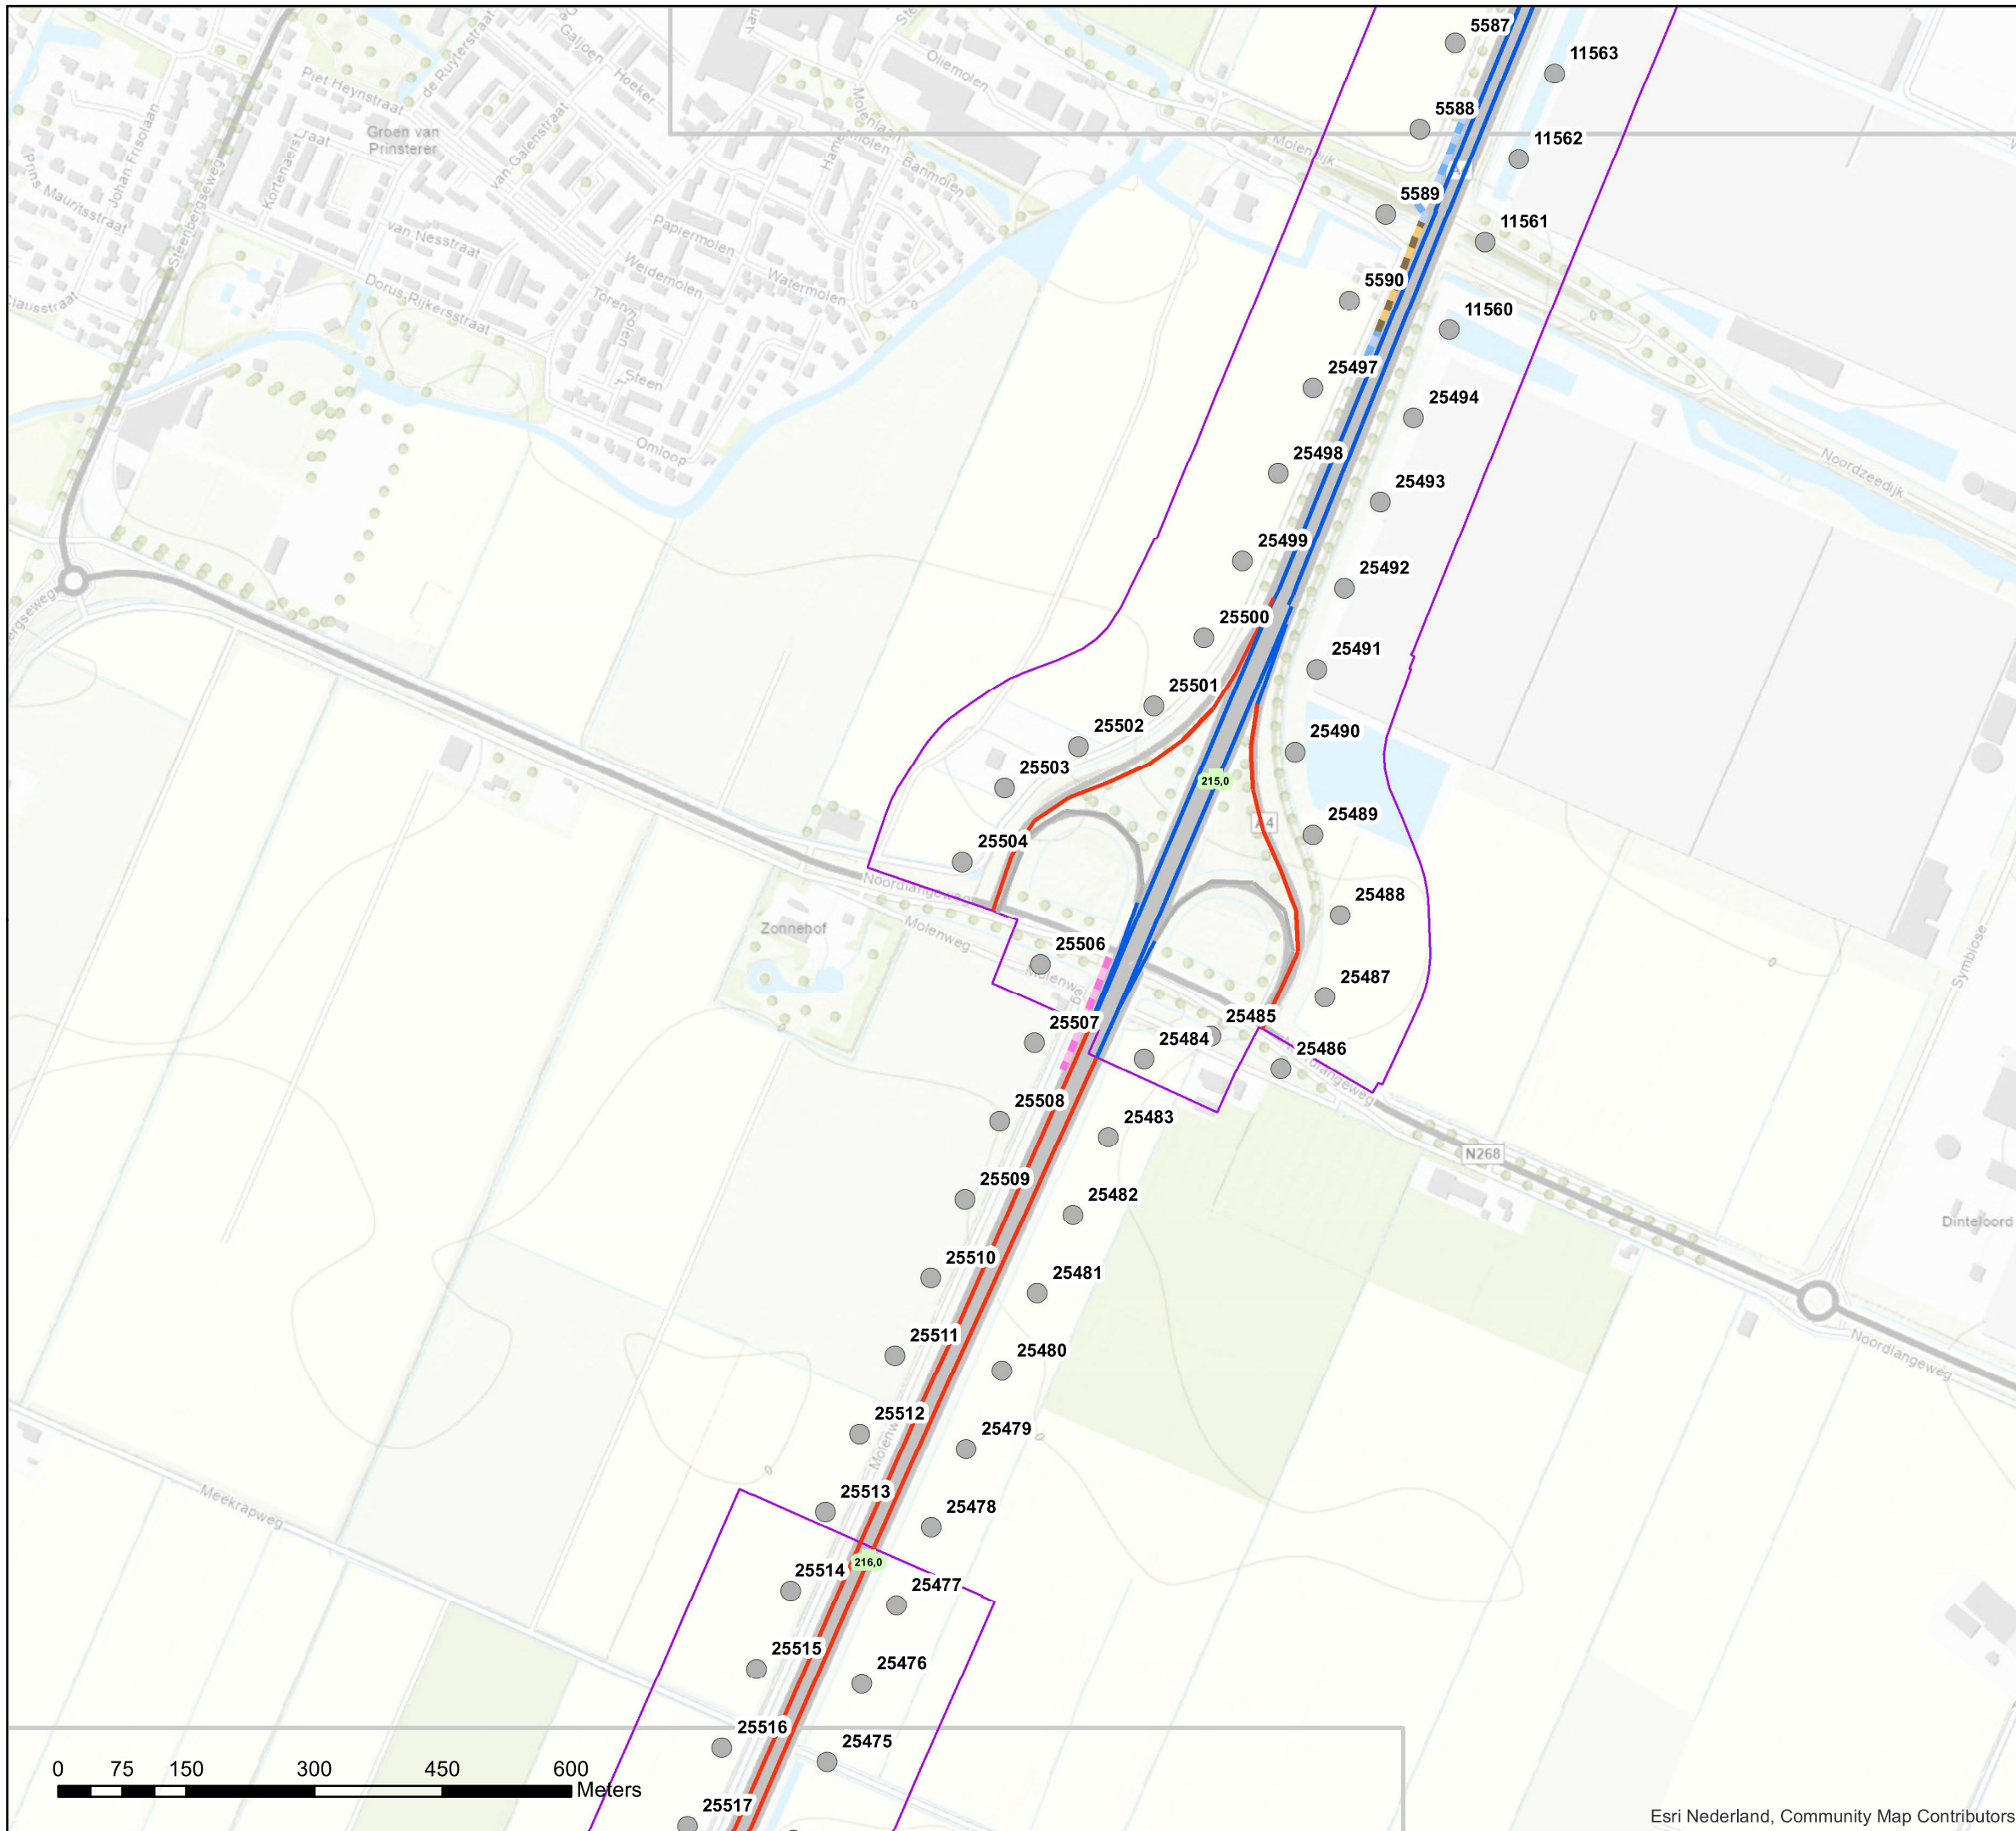 5587
11563
5588
11562
Oliemolen
Hoeker
Galjoen
de Ruyterstraat
Piet Heynstraat
Groen van
Prinsterer
Molenlaan
Banmolen
Molendijk
Johan Frisolaan
Prins Mauritsstraat
Steenbergseweg
van Galenstraat
van Nesstraat
Papiermolen
Weidemolen
Watermolen
Dorus Rijkersstraat
Torenmolen
Steen
Omloop
5589
11561
5590
11560
25497
25494
25498
25493
Noordzeedijk
25499
25492
25500
25491
25501
25502
25490
25503
215,0
25489
A4
25504
Noordlangeweg
25488
Molenweg
Zonnehof
25506
25487
Symbiose
25507
25484
25485
25486
25508
25483
N268
25509
25482
Dinteloord
25510
25481
25511
25480
Noordlangeweg
25512
25479
25513
25478
Meekrapweg
216,0
25514
25477
25515
25476
25516
25475
25517
0 75 150 300 450 600
Meters
Esri Nederland, Community Map Contributors